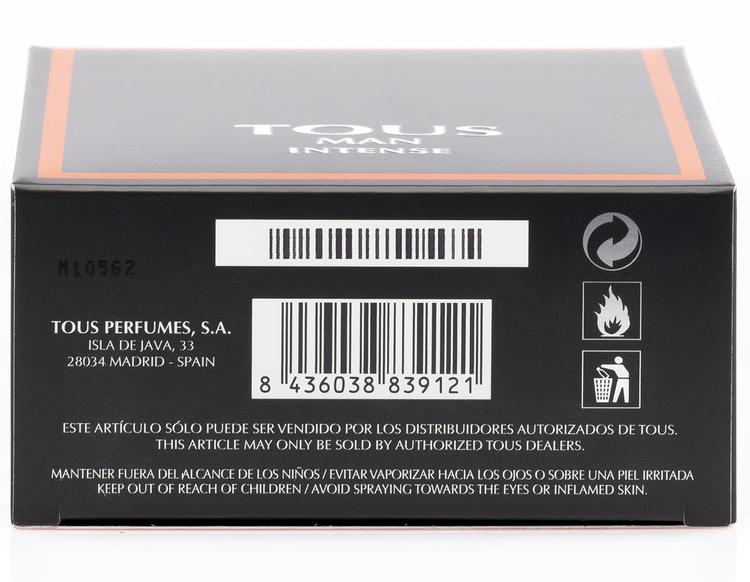 TOUS
MAN
INTENSE
M10562
TOUS PERFUMES, S.A.
ISLA DE JAVA, 33
28034 MADRID - SPAIN
8 436038 839121
ESTE ARTÍCULO SÓLO PUEDE SER VENDIDO POR LOS DISTRIBUIDORES AUTORIZADOS DE TOUS.
THIS ARTICLE MAY ONLY BE SOLD BY AUTHORIZED TOUS DEALERS.
MANTENER FUERA DEL ALCANCE DE LOS NIÑOS / EVITAR VAPORIZAR HACIA LOS OJOS O SOBRE UNA PIEL IRRITADA
KEEP OUT OF REACH OF CHILDREN / AVOID SPRAYING TOWARDS THE EYES OR INFLAMED SKIN.